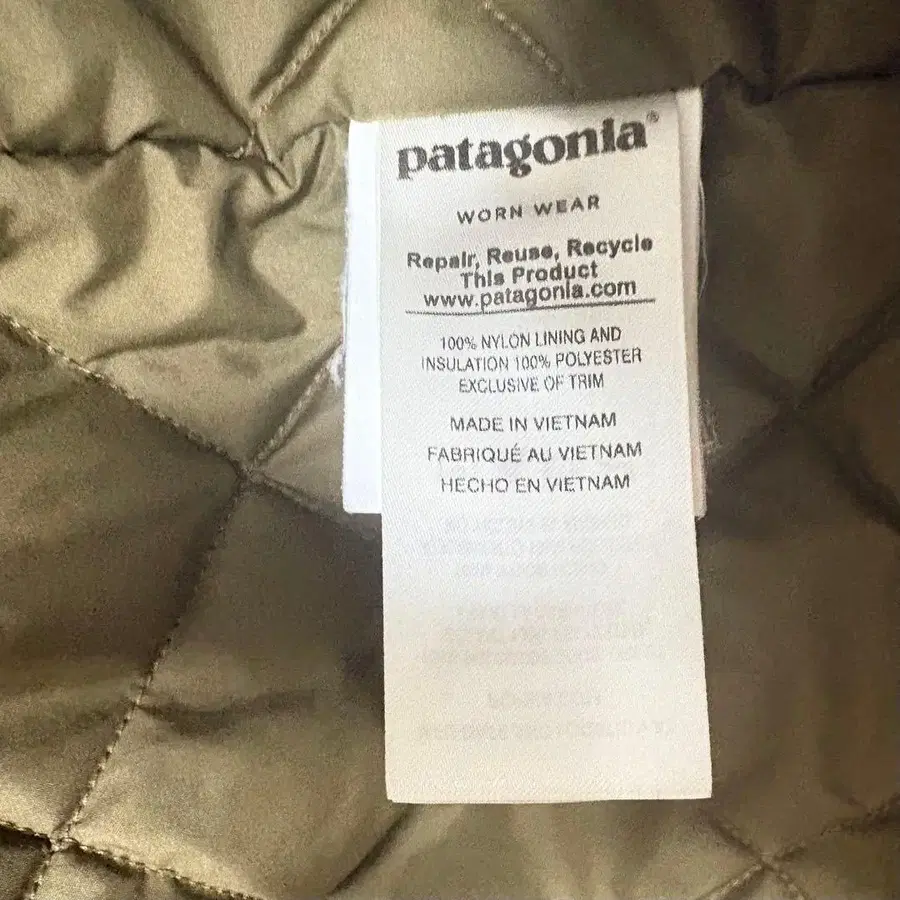 patagonia®
WORN WEAR
Repair, Reuse, Recycle
This Product
www.patagonia.com
100% NYLON LINING AND
INSULATION 100% POLYESTER
EXCLUSIVE OF TRIM
MADE IN VIETNAM
FABRIQUÉ AU VIETNAM
HECHO EN VIETNAM